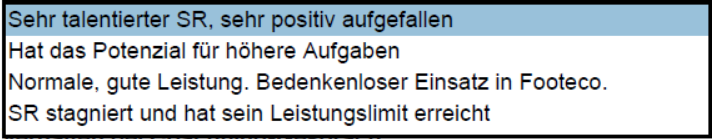 Sehr talentierter SR, sehr positiv aufgefallen
Hat das Potenzial für höhere Aufgaben
Normale, gute Leistung. Bedenkenloser Einsatz in Footeco.
SR stagniert und hat sein Leistungslimit erreicht